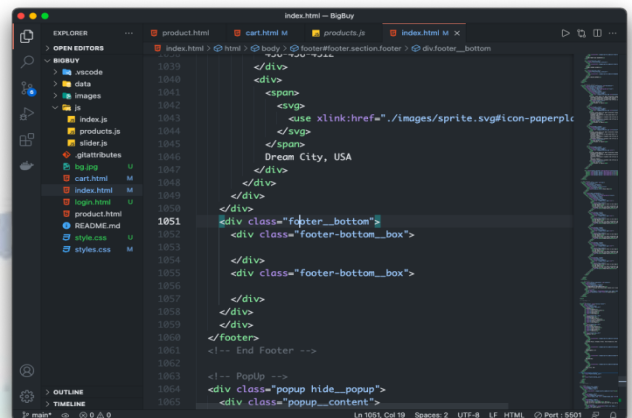 index.html — BigBuy
EXPLORER
OPEN EDITORS
BIGBUY
.vscode
data
images
js
index.js
products.js
slider.js
.gitattributes
bg.jpg U
cart.html M
index.html M
login.html U
product.html
README.md
style.css U
styles.css M
OUTLINE
TIMELINE
product.html
cart.html M
products.js
index.html M
index.html > html > body > footer#footer.section.footer > div.footer__bottom
1039 </div>
1040 <div>
1041 <span>
1042 <svg>
1043 <use xlink:href="./images/sprite.svg#icon-paperpla
1044 </svg>
1045 </span>
1046 Dream City, USA
1047 </div>
1048 </div>
1049 </div>
1050 </div>
1051 <div class="footer__bottom">
1052 <div class="footer-bottom__box">
1053
1054 </div>
1055 <div class="footer-bottom__box">
1056
1057 </div>
1058 </div>
1059 </div>
1060 </footer>
1061 <!-- End Footer -->
1062
1063 <!-- PopUp -->
1064 <div class="popup hide__popup">
1065 <div class="popup__content">
main* 0 0 Ln 1051, Col 19 Spaces: 2 UTF-8 LF HTML Port : 5501